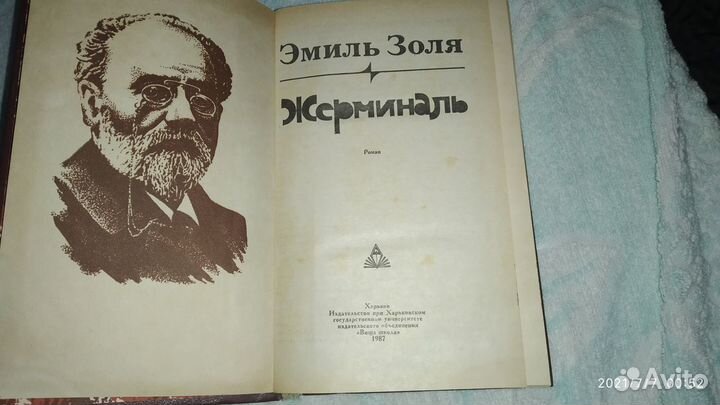 Эмиль Золя
Жерминаль
Роман
Харьков
Издательство при Харьковском
государственном университете
издательского объединения
«Вища школа»
1987
2021/7/7 00:52
Avito